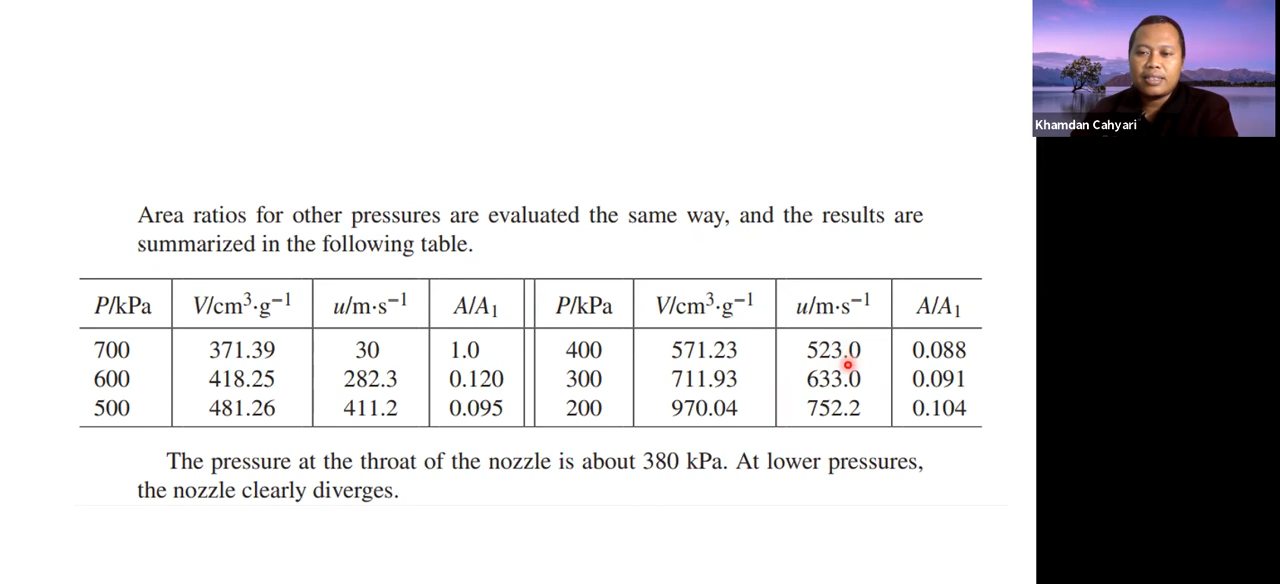 Khamdan Cahyari
Area ratios for other pressures are evaluated the same way, and the results are
summarized in the following table.
P/kPa V/cm³·g⁻¹ u/m·s⁻¹ A/A₁ P/kPa V/cm³·g⁻¹ u/m·s⁻¹ A/A₁
700 371.39 30 1.0 400 571.23 523.0 0.088
600 418.25 282.3 0.120 300 711.93 633.0 0.091
500 481.26 411.2 0.095 200 970.04 752.2 0.104
The pressure at the throat of the nozzle is about 380 kPa. At lower pressures,
the nozzle clearly diverges.